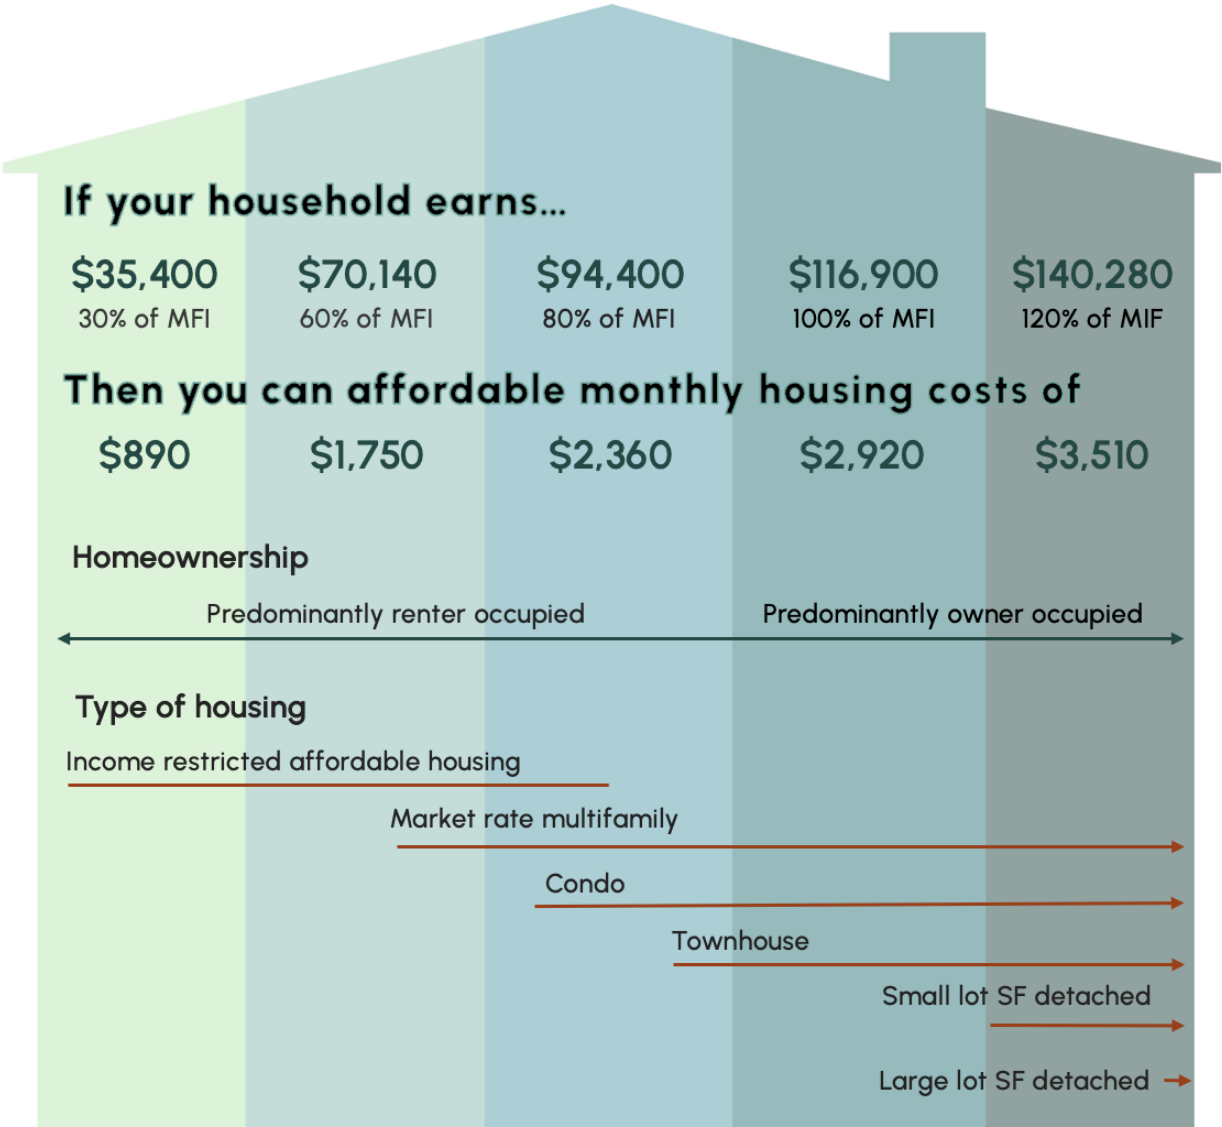 If your household earns...
$35,400 $70,140 $94,400 $116,900 $140,280
30% of MFI 60% of MFI 80% of MFI 100% of MFI 120% of MIF
Then you can affordable monthly housing costs of
$890 $1,750 $2,360 $2,920 $3,510
Homeownership
Predominantly renter occupied Predominantly owner occupied
Type of housing
Income restricted affordable housing
Market rate multifamily
Condo
Townhouse
Small lot SF detached
Large lot SF detached